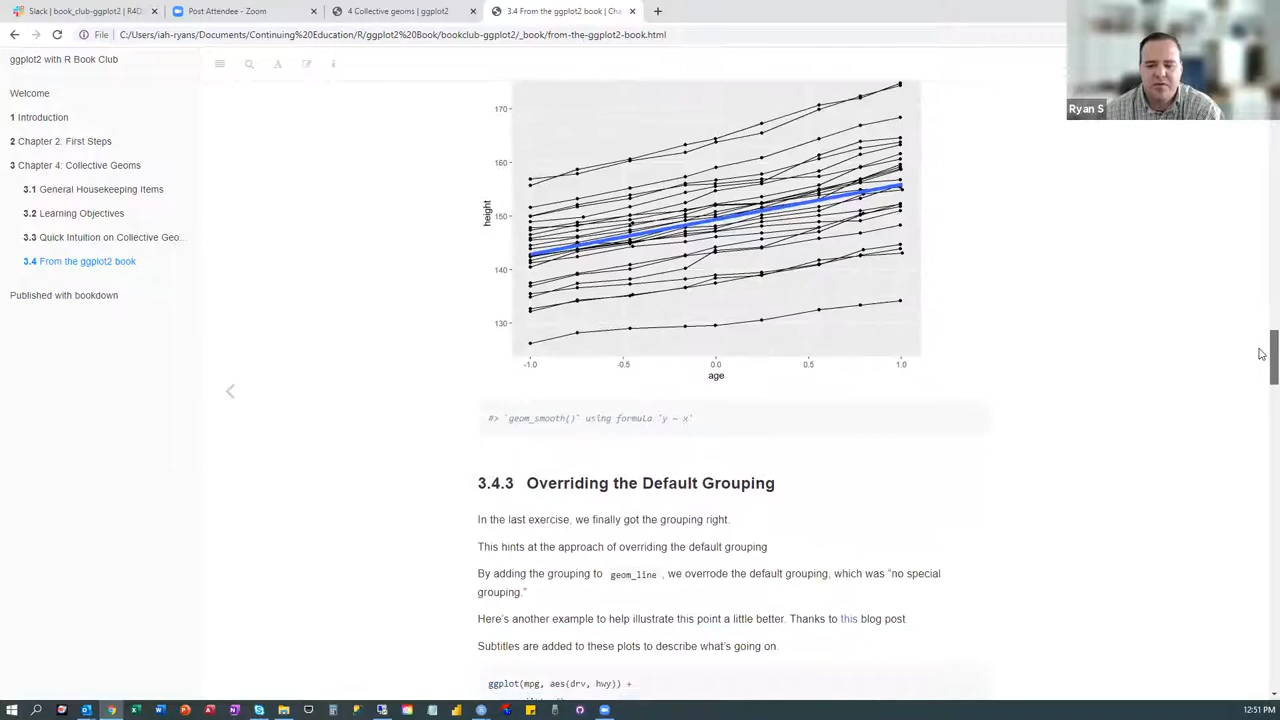 Slack | book_club-ggplot2 | R4D
Post Attendee - Zoom
4 Collective geoms | ggplot2
3.4 From the ggplot2 book | Cha
File
C:/Users/iah-ryans/Documents/Continuing%20Education/R/ggplot2%20Book/bookclub-ggplot2/_book/from-the-ggplot2-book.html
Ryan S
ggplot2 with R Book Club
Welcome
1 Introduction
2 Chapter 2: First Steps
3 Chapter 4: Collective Geoms
3.1 General Housekeeping Items
3.2 Learning Objectives
3.3 Quick Intuition on Collective Geo...
3.4 From the ggplot2 book
Published with bookdown
170
160
150
140
130
height
-1.0
-0.5
0.0
0.5
1.0
age
#> `geom_smooth()` using formula 'y ~ x'
3.4.3 Overriding the Default Grouping
In the last exercise, we finally got the grouping right.
This hints at the approach of overriding the default grouping
By adding the grouping to geom_line , we overrode the default grouping, which was “no special
grouping.”
Here’s another example to help illustrate this point a little better. Thanks to this blog post.
Subtitles are added to these plots to describe what’s going on.
ggplot(mpg, aes(drv, hwy)) +
12:51 PM